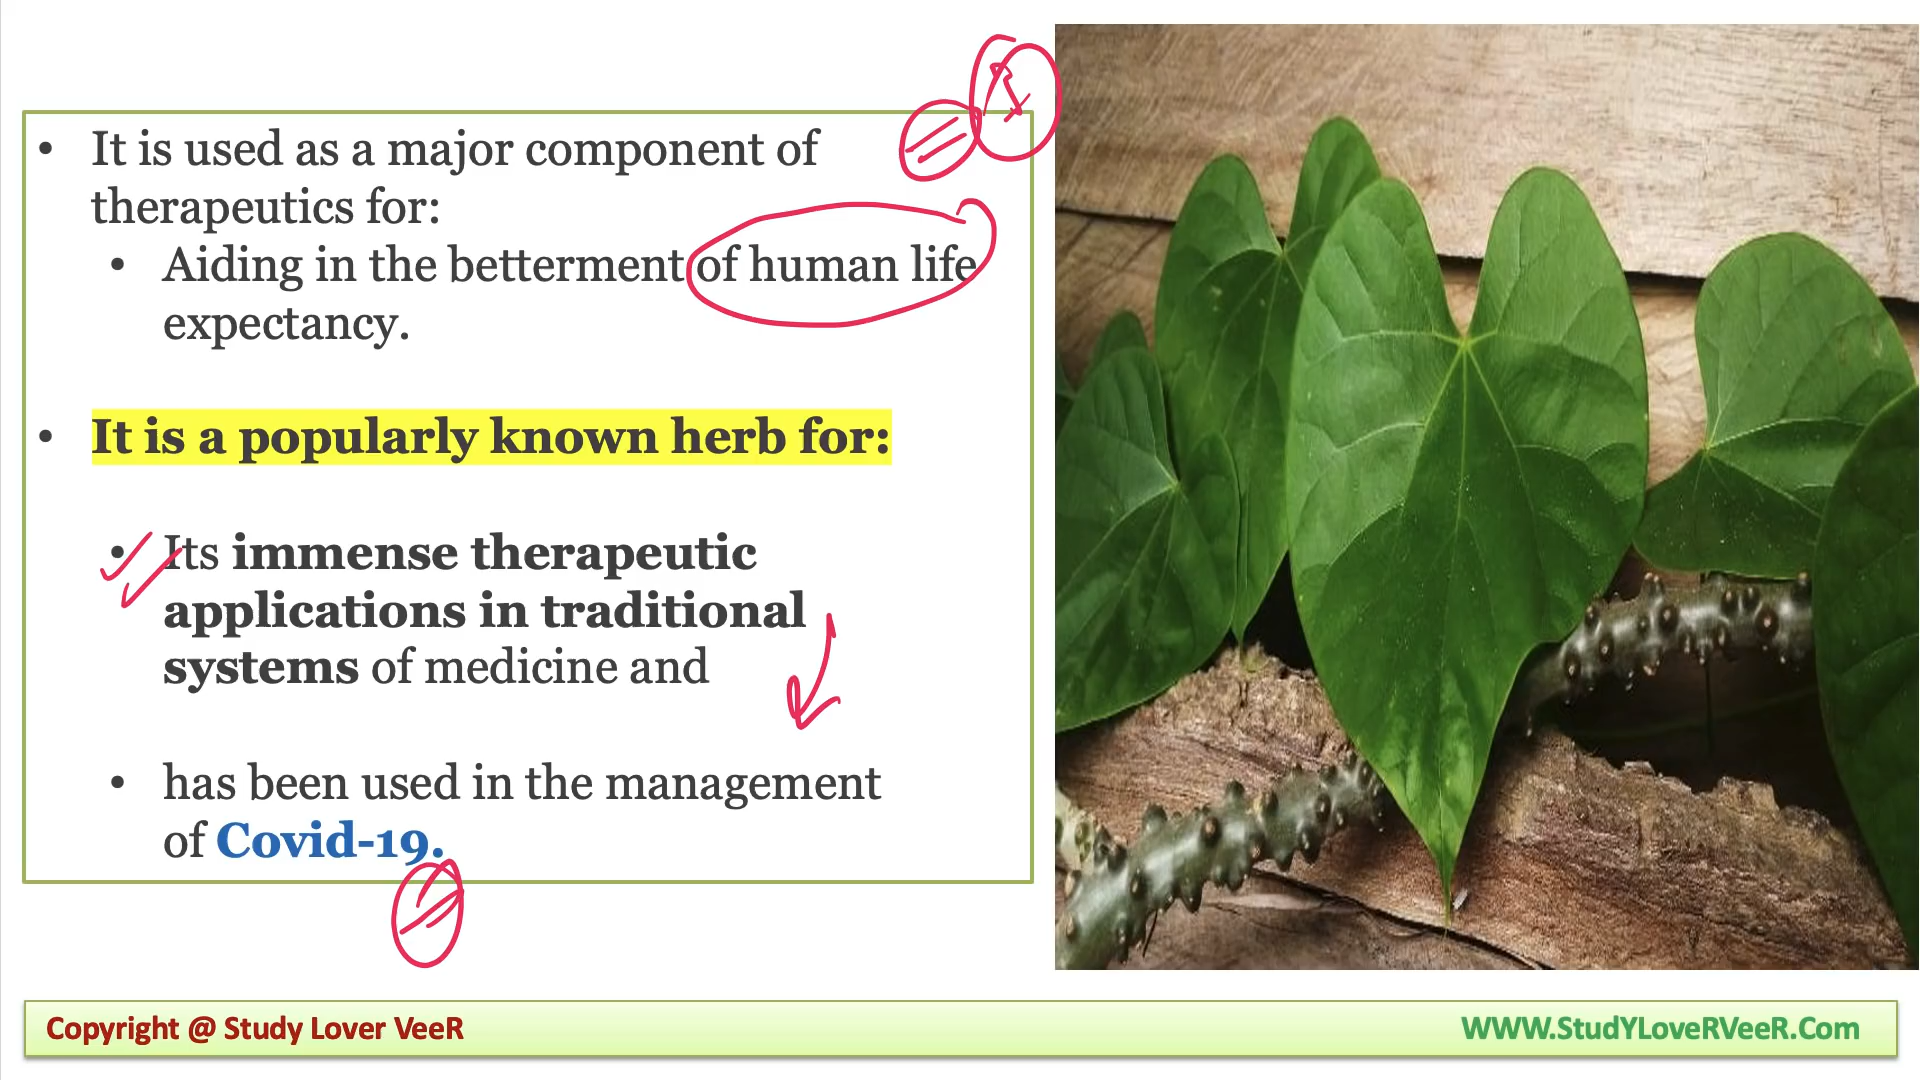 • It is used as a major component of
therapeutics for:
• Aiding in the betterment of human life
expectancy.
• It is a popularly known herb for:
• Its immense therapeutic
applications in traditional
systems of medicine and
• has been used in the management
of Covid-19.
Copyright @ Study Lover VeeR
WWW.StudYLoveRVeeR.Com